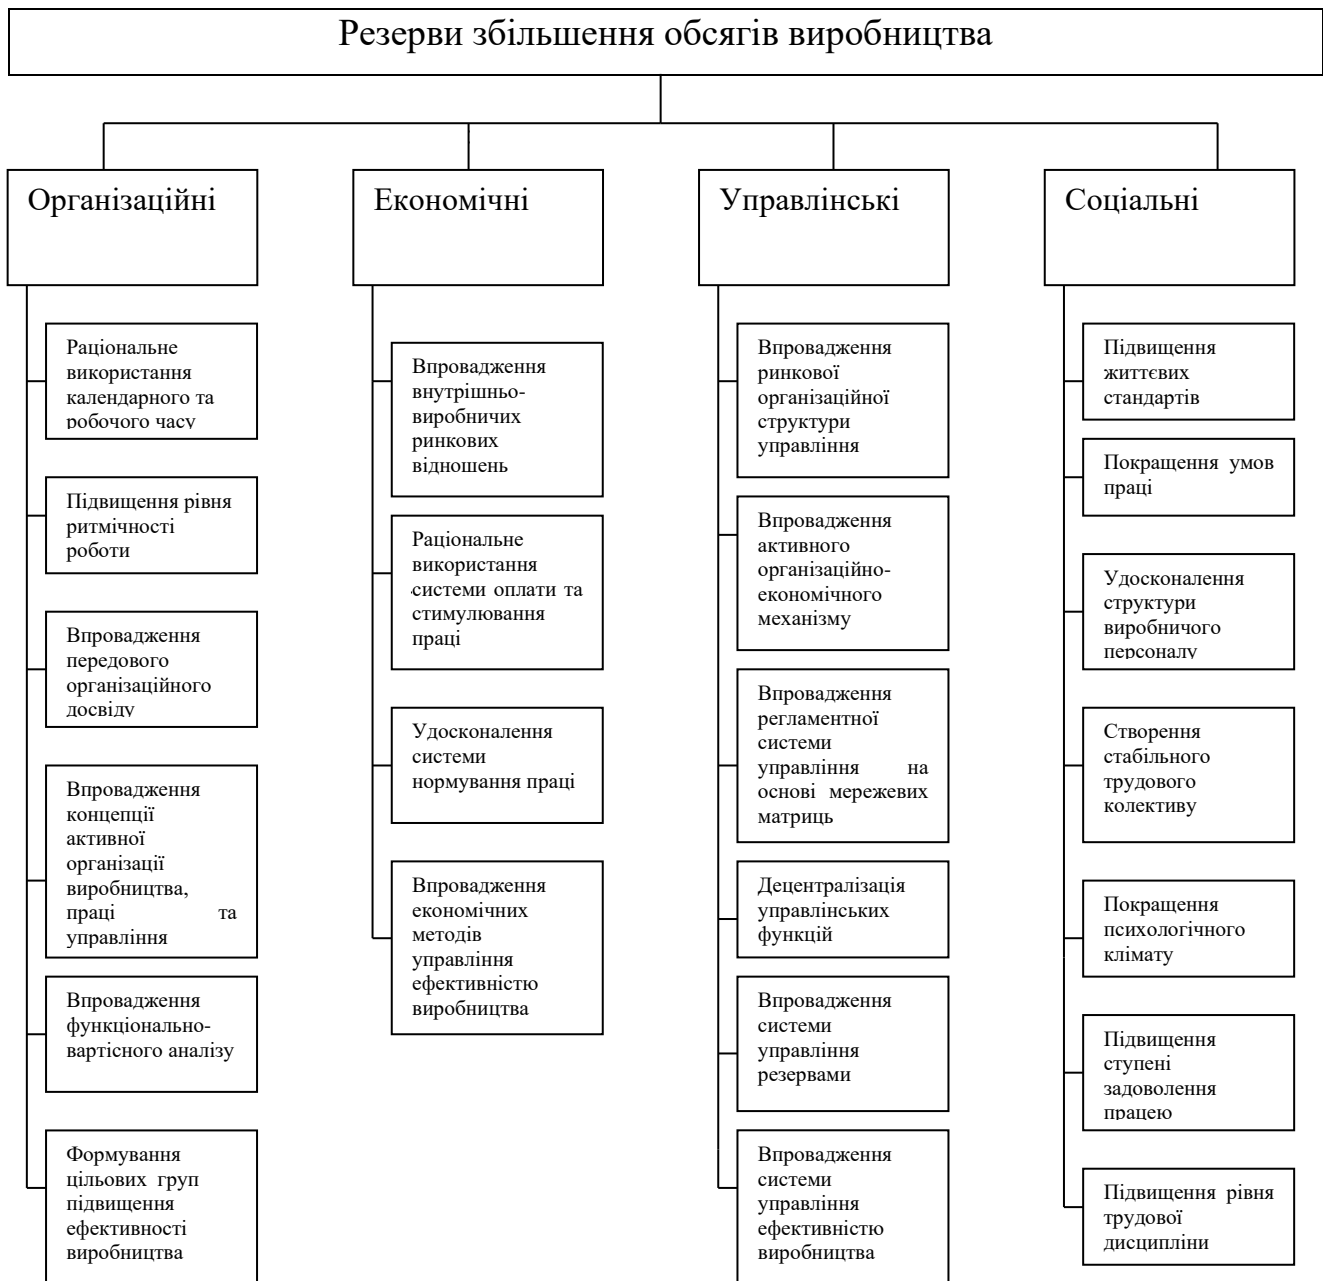 Резерви збільшення обсягів виробництва
Організаційні
Раціональне
використання
календарного та
робочого часу
Підвищення рівня
ритмічності
роботи
Впровадження
передового
організаційного
досвіду
Впровадження
концепції
активної
організації
виробництва,
праці та
управління
Впровадження
функціонально-
вартісного аналізу
Формування
цільових груп
підвищення
ефективності
виробництва
Економічні
Впровадження
внутрішньо-
виробничих
ринкових
відношень
Раціональне
використання
системи оплати та
стимулювання
праці
Удосконалення
системи
нормування праці
Впровадження
економічних
методів
управління
ефективністю
виробництва
Управлінські
Впровадження
ринкової
організаційної
структури
управління
Впровадження
активного
організаційно-
економічного
механізму
Впровадження
регламентної
системи
управління на
основі мережевих
матриць
Децентралізація
управлінських
функцій
Впровадження
системи
управління
резервами
Впровадження
системи
управління
ефективністю
виробництва
Соціальні
Підвищення
життєвих
стандартів
Покращення умов
праці
Удосконалення
структури
виробничого
персоналу
Створення
стабільного
трудового
колективу
Покращення
психологічного
клімату
Підвищення
ступені
задоволення
працею
Підвищення рівня
трудової
дисципліни